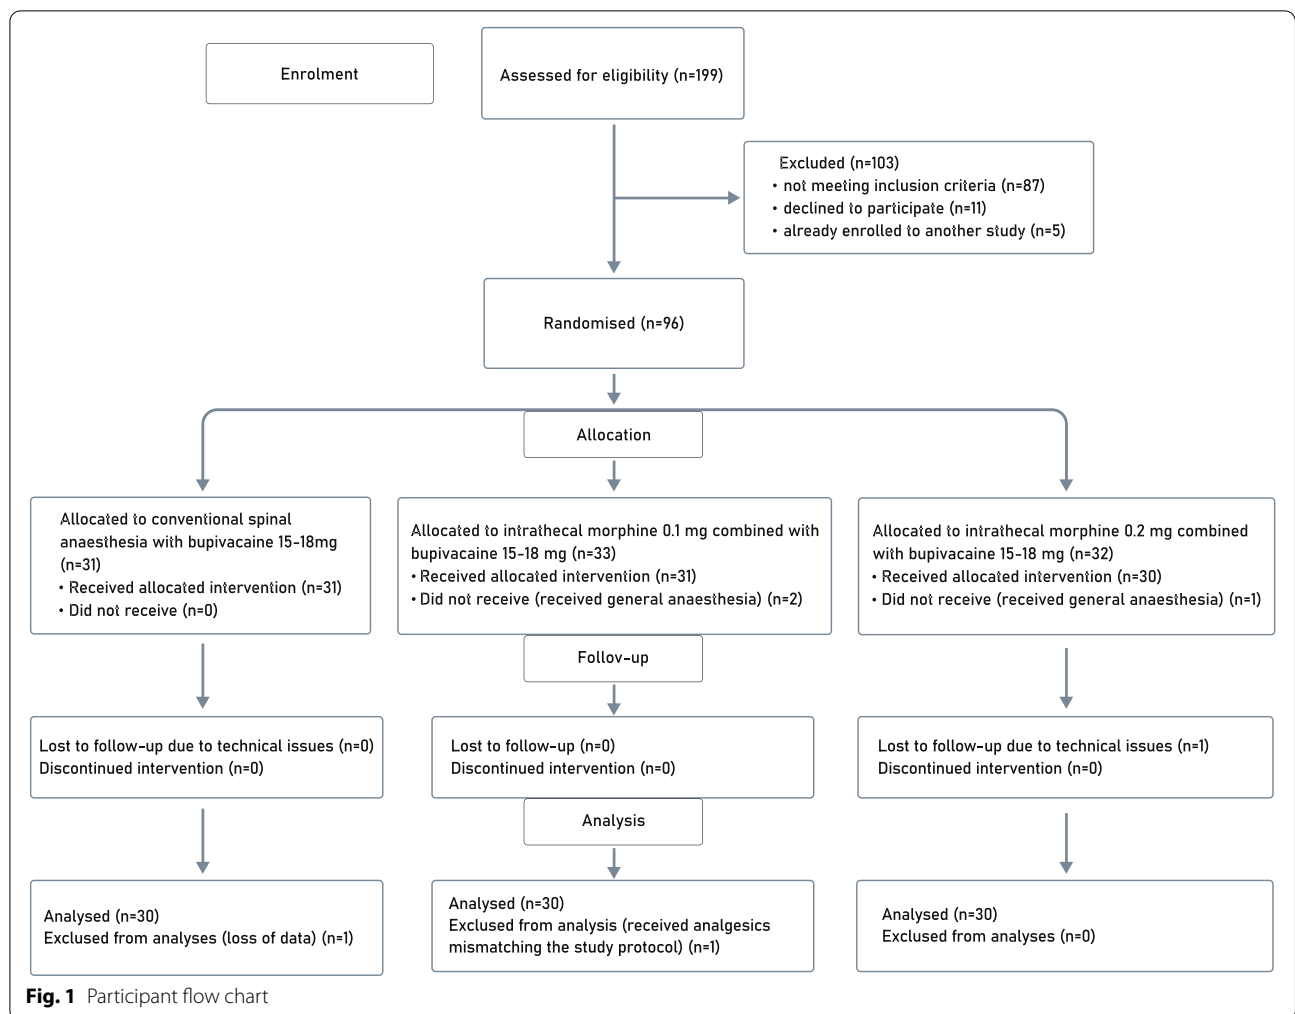 Enrolment
Assessed for eligibility (n=199)
Excluded (n=103)
• not meeting inclusion criteria (n=87)
• declined to participate (n=11)
• already enrolled to another study (n=5)
Randomised (n=96)
Allocation
Allocated to conventional spinal
anaesthesia with bupivacaine 15-18mg
(n=31)
• Received allocated intervention (n=31)
• Did not receive (n=0)
Allocated to intrathecal morphine 0.1 mg combined with
bupivacaine 15-18 mg (n=33)
• Received allocated intervention (n=31)
• Did not receive (received general anaesthesia) (n=2)
Allocated to intrathecal morphine 0.2 mg combined
with bupivacaine 15-18 mg (n=32)
• Received allocated intervention (n=30)
• Did not receive (received general anaesthesia) (n=1)
Follov-up
Lost to follow-up due to technical issues (n=0)
Discontinued intervention (n=0)
Lost to follow-up (n=0)
Discontinued intervention (n=0)
Lost to follow-up due to technical issues (n=1)
Discontinued intervention (n=0)
Analysis
Analysed (n=30)
Exclused from analyses (loss of data) (n=1)
Analysed (n=30)
Exclused from analysis (received analgesics
mismatching the study protocol) (n=1)
Analysed (n=30)
Exclused from analyses (n=0)
Fig. 1 Participant flow chart